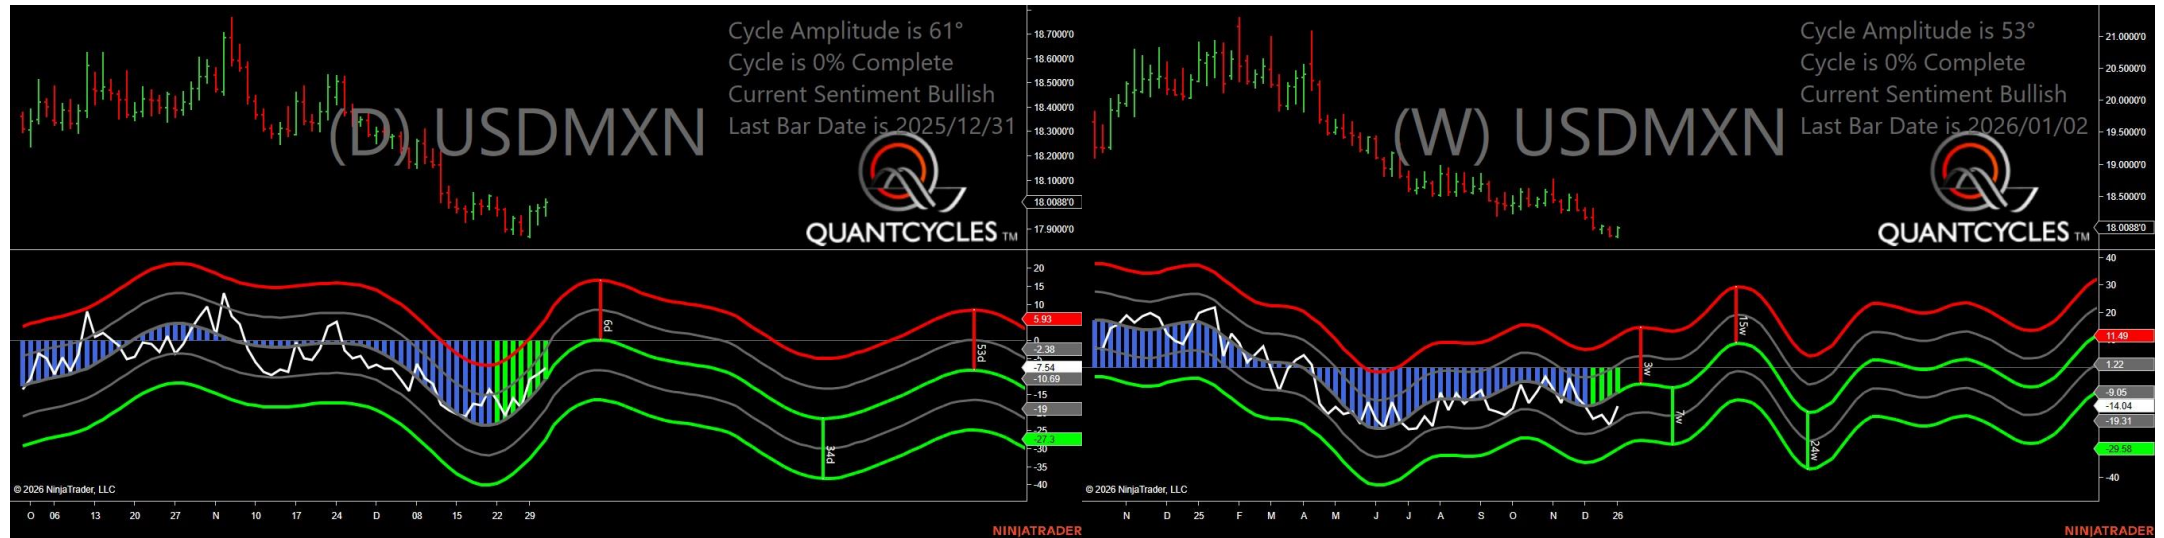 Cycle Amplitude is 61°
Cycle is 0% Complete
Current Sentiment Bullish
Last Bar Date is 2025/12/31
(D) USDMXN
QUANTCYCLES TM
18.7000'0
18.6000'0
18.5000'0
18.4000'0
18.3000'0
18.2000'0
18.1000'0
18.0088'0
17.9000'0
20
15
10
5.93
0
-2.38
-5
-7.54
-10.69
-15
-19
-25
-27.3
-30
-35
-40
6d
34d
53d
© 2026 NinjaTrader, LLC
O 06 13 20 27 N 10 17 24 D 08 15 22 29
NINJATRADER
Cycle Amplitude is 53°
Cycle is 0% Complete
Current Sentiment Bullish
Last Bar Date is 2026/01/02
(W) USDMXN
QUANTCYCLES TM
21.0000'0
20.5000'0
20.0000'0
19.5000'0
19.0000'0
18.5000'0
18.0088'0
40
30
20
11.49
1.22
-9.05
-14.04
-19.31
-29.58
-40
3w
7w
15w
24w
© 2026 NinjaTrader, LLC
N D 25 F M A M J J A S O N D 26
NINJATRADER